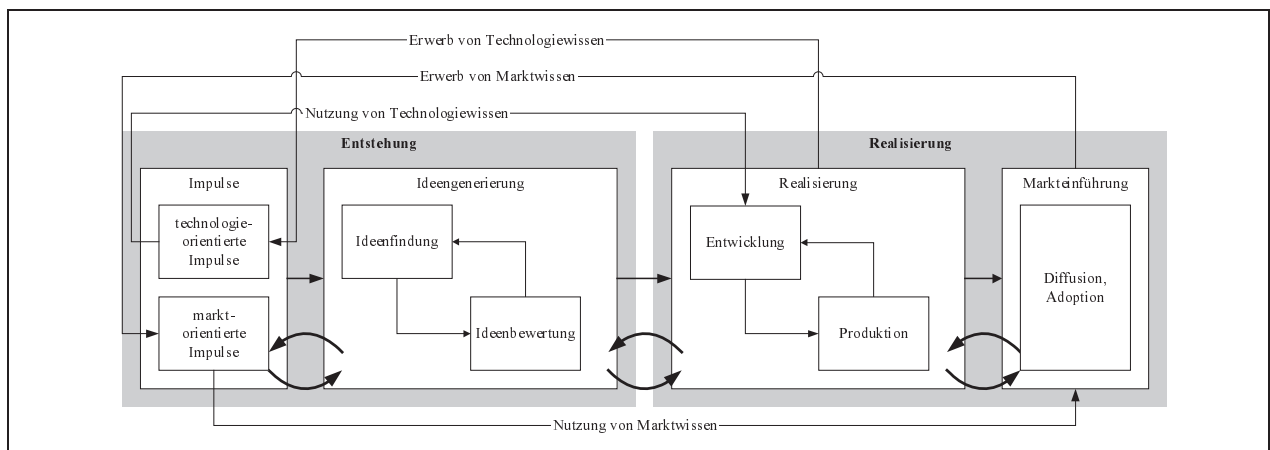 Erwerb von Technologiewissen
Erwerb von Marktwissen
Nutzung von Technologiewissen
Entstehung
Realisierung
Impulse
Ideengenerierung
Realisierung
Markteinführung
technologie-
orientierte
Impulse
Ideenfindung
Entwicklung
Diffusion,
Adoption
markt-
orientierte
Impulse
Ideenbewertung
Produktion
Nutzung von Marktwissen